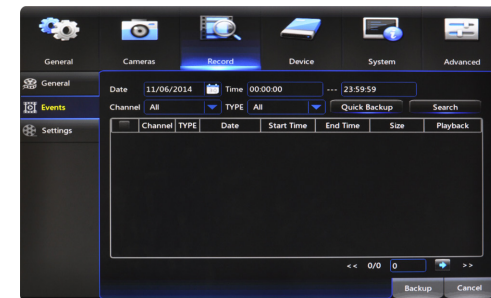 General Cameras Record Device System Advanced
General
Events
Settings
Date 11/06/2014 Time 00:00:00 --- 23:59:59
Channel All TYPE All Quick Backup Search
Channel TYPE Date Start Time End Time Size Playback
<< 0/0 0 >>
Backup Cancel